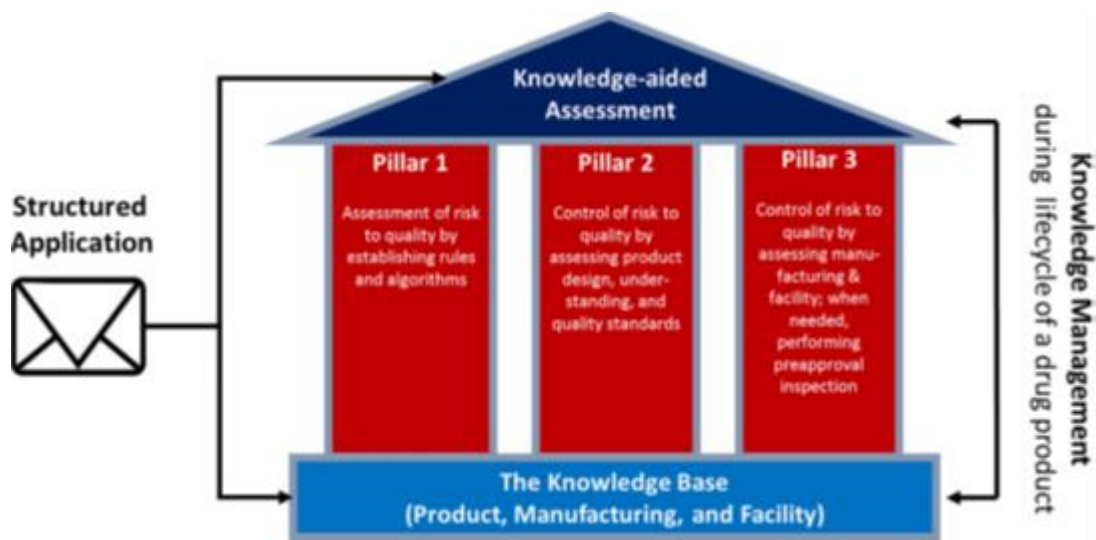 Knowledge-aided
Assessment
Structured
Application
Pillar 1
Assessment of risk
to quality by
establishing rules
and algorithms
Pillar 2
Control of risk to
quality by
assessing product
design, under-
standing, and
quality standards
Pillar 3
Control of risk to
quality by
assessing manu-
facturing &
facility; when
needed,
performing
preapproval
inspection
The Knowledge Base
(Product, Manufacturing, and Facility)
Knowledge Management
during lifecycle of a drug product